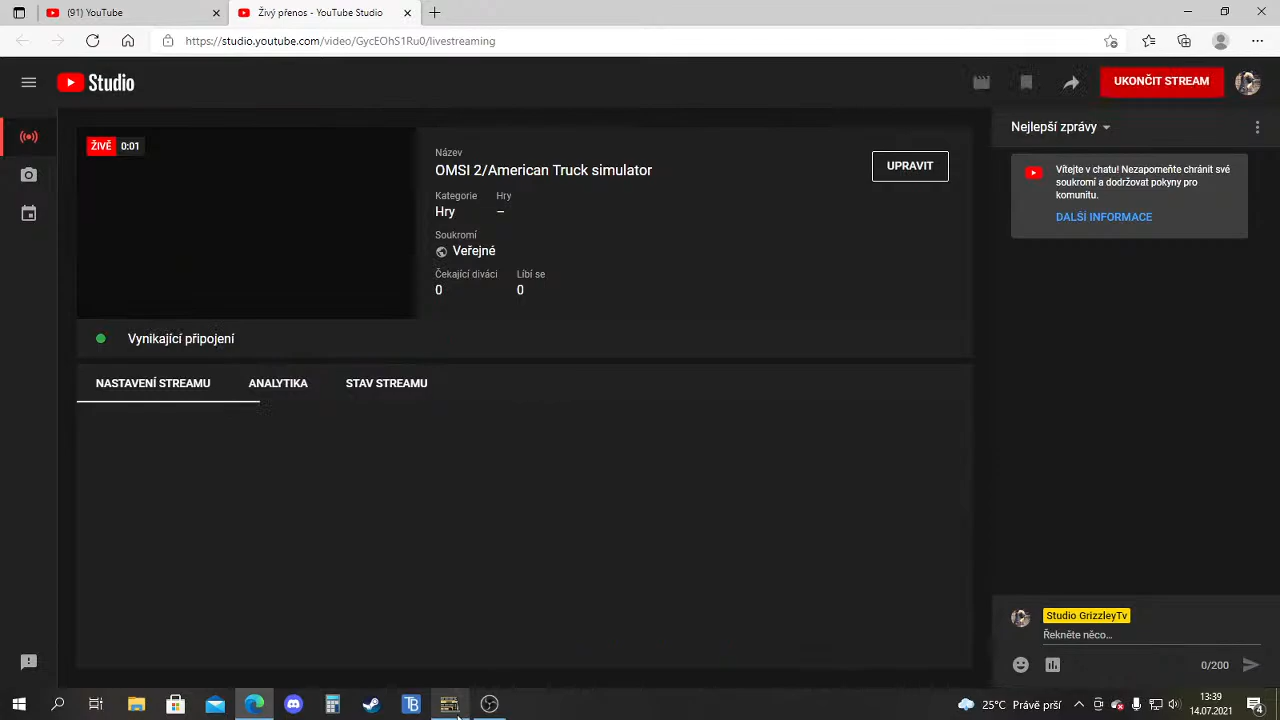 (91) YouTube
Živý přenos - YouTube Studio
https://studio.youtube.com/video/GycEOhS1Ru0/livestreaming
Studio
UKONČIT STREAM
ŽIVĚ 0:01
Název
OMSI 2/American Truck simulator
UPRAVIT
Kategorie Hry
Hry –
Soukromí
Veřejné
Čekající diváci Líbí se
0 0
Vynikající připojení
NASTAVENÍ STREAMU ANALYTIKA STAV STREAMU
Nejlepší zprávy
Vítejte v chatu! Nezapomeňte chránit své
soukromí a dodržovat pokyny pro
komunitu.
DALŠÍ INFORMACE
Studio GrizzleyTv
Řekněte něco…
0/200
TB
25°C Právě prší
13:39
14.07.2021
4